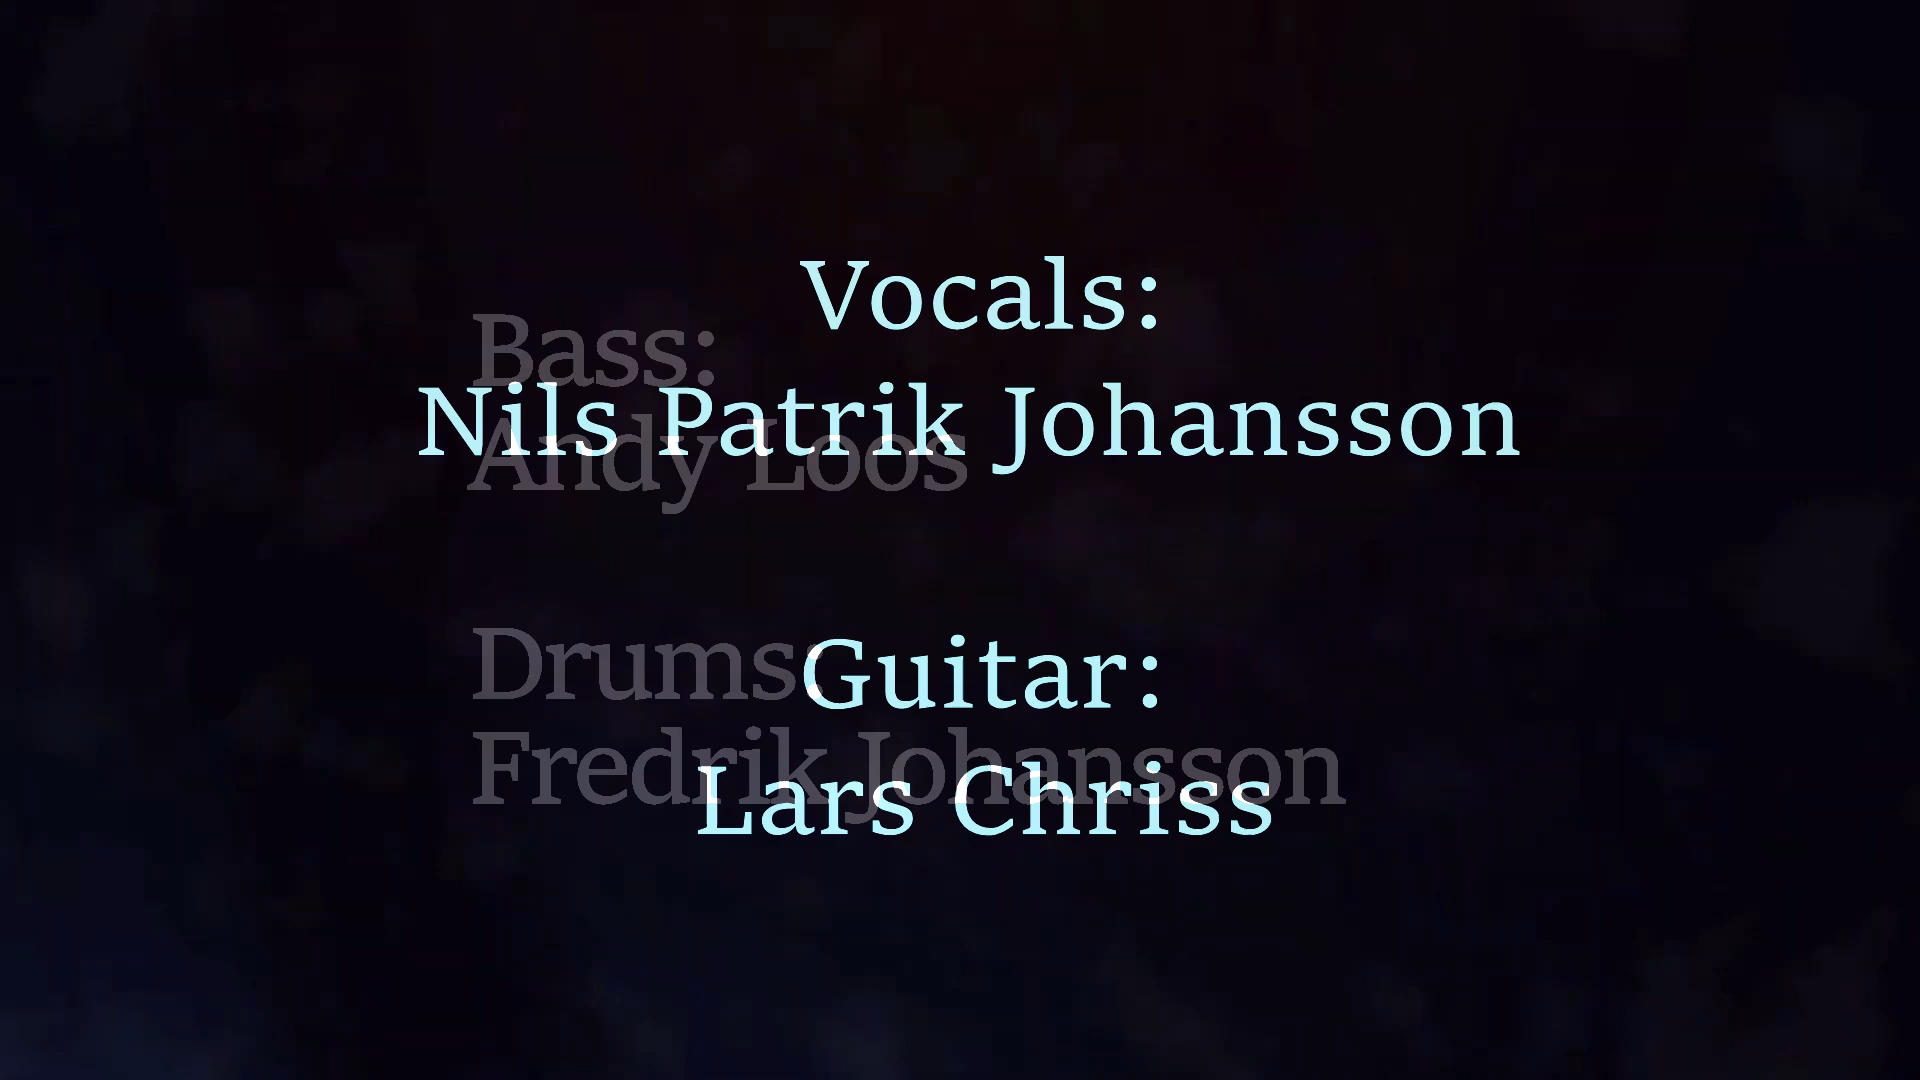 Vocals:
Nils Patrik Johansson
Guitar:
Lars Chriss
Bass:
Andy Loos
Drums:
Fredrik Johansson